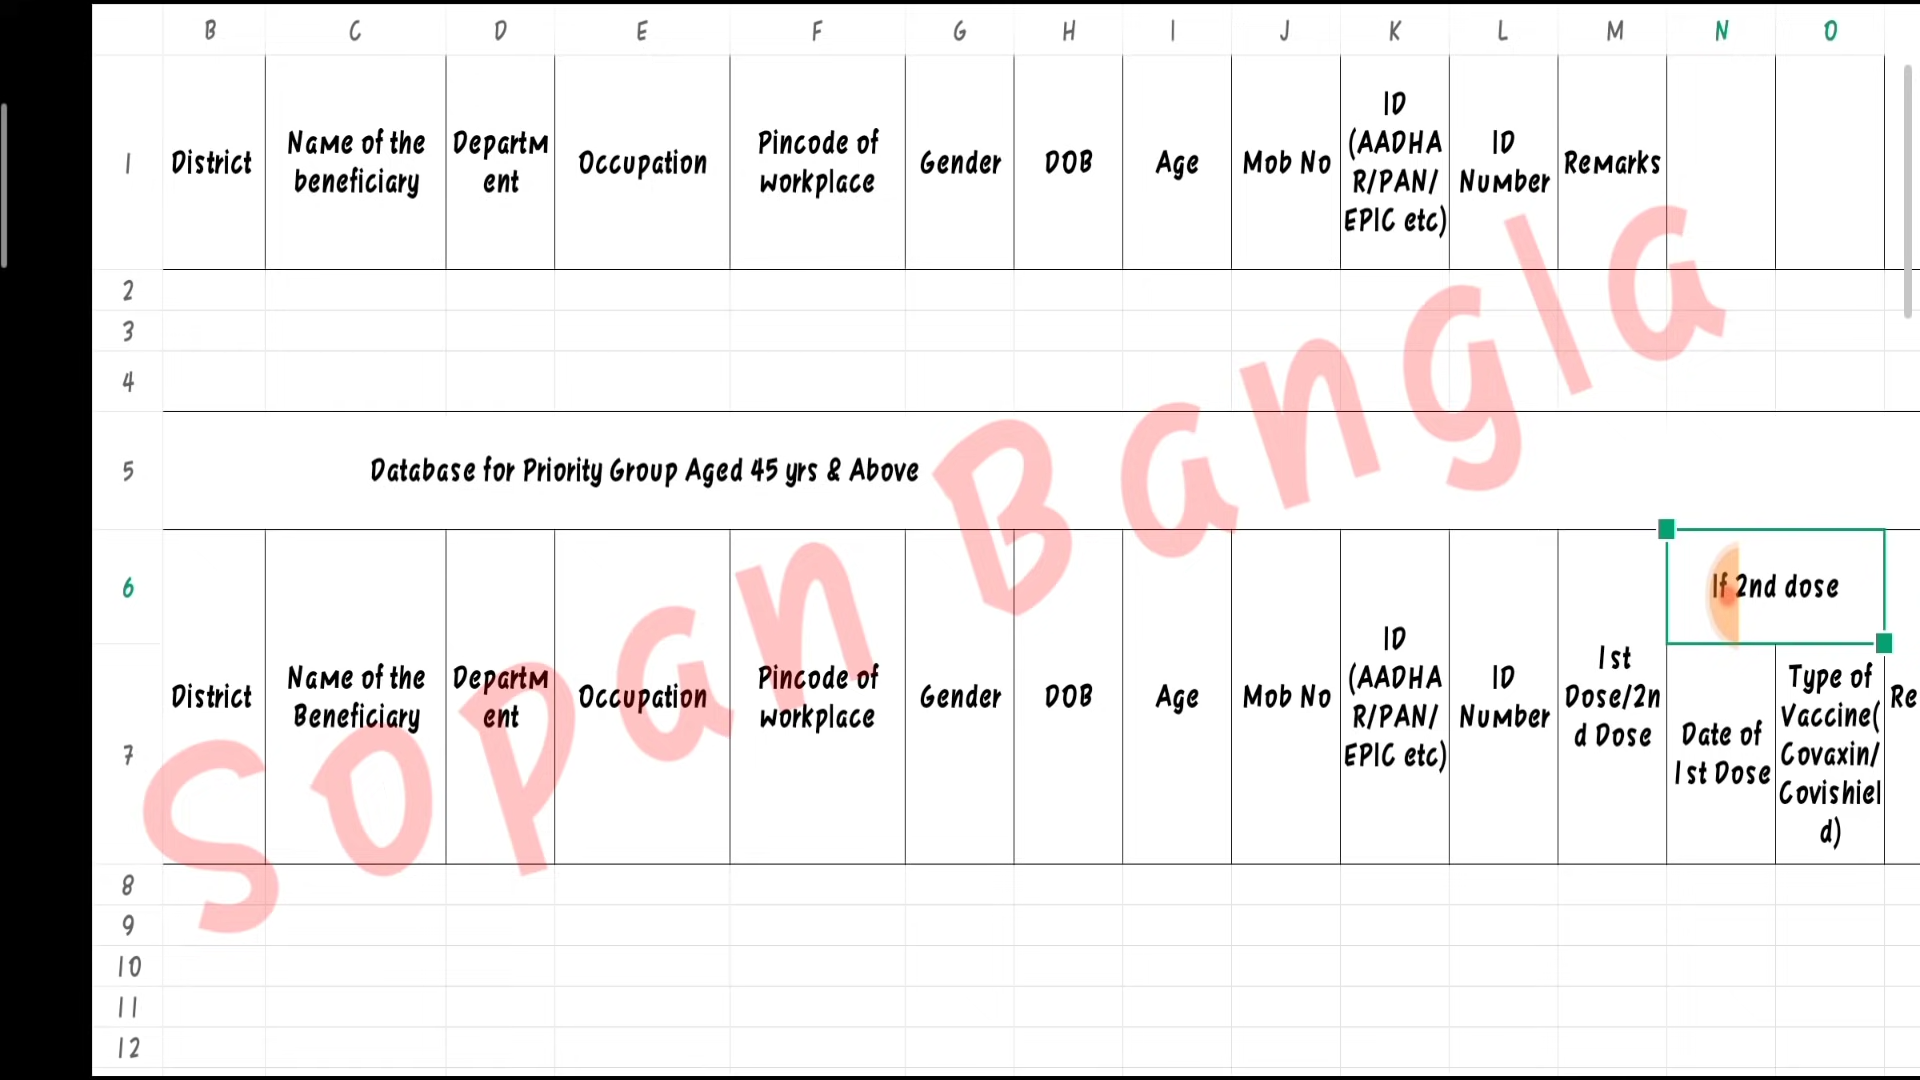 B C D E F G H I J K L M N O
1 District Name of the beneficiary Departm ent Occupation Pincode of workplace Gender DOB Age Mob No ID (AADHA R/PAN/ EPIC etc) ID Number Remarks
2
3
4
5 Database for Priority Group Aged 45 yrs & Above
6 If 2nd dose
7 District Name of the Beneficiary Departm ent Occupation Pincode of workplace Gender DOB Age Mob No ID (AADHA R/PAN/ EPIC etc) ID Number 1st Dose/2n d Dose Date of 1st Dose Type of Vaccine( Covaxin/ Covishiel d) Re
8
9
10
11
12
Sopan Bangla